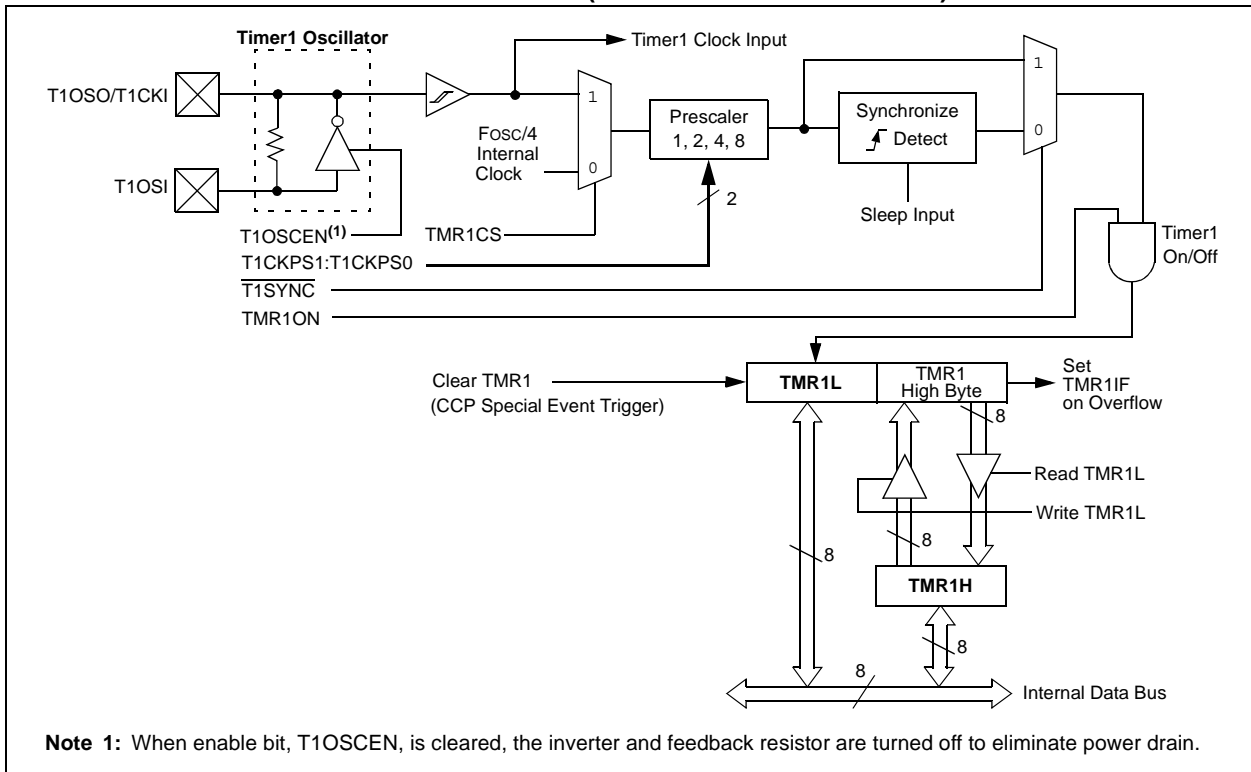 Timer1 Oscillator
Timer1 Clock Input
T1OSO/T1CKI
T1OSI
1
0
FOSC/4
Internal
Clock
Prescaler
1, 2, 4, 8
2
Synchronize
Detect
Sleep Input
1
0
T1OSCEN(1)
TMR1CS
T1CKPS1:T1CKPS0
T1SYNC
TMR1ON
Timer1
On/Off
Clear TMR1
(CCP Special Event Trigger)
TMR1L
TMR1
High Byte
Set
TMR1IF
on Overflow
8
Read TMR1L
Write TMR1L
8
8
TMR1H
8
8
Internal Data Bus
Note 1: When enable bit, T1OSCEN, is cleared, the inverter and feedback resistor are turned off to eliminate power drain.